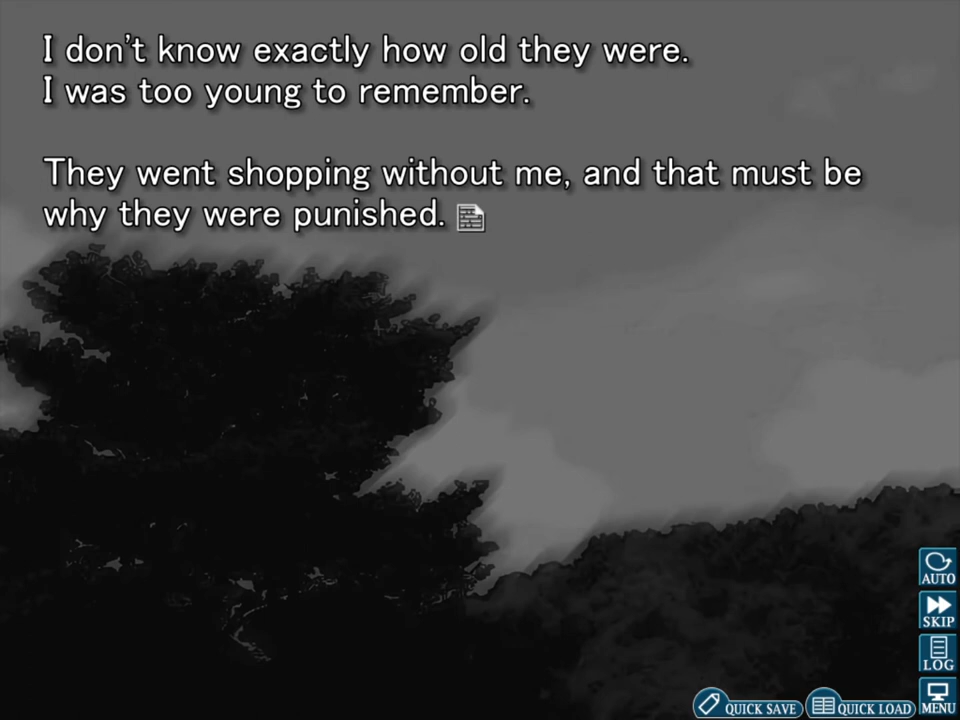 I don't know exactly how old they were.
I was too young to remember.
They went shopping without me, and that must be
why they were punished.
AUTO
SKIP
LOG
MENU
QUICK SAVE
QUICK LOAD